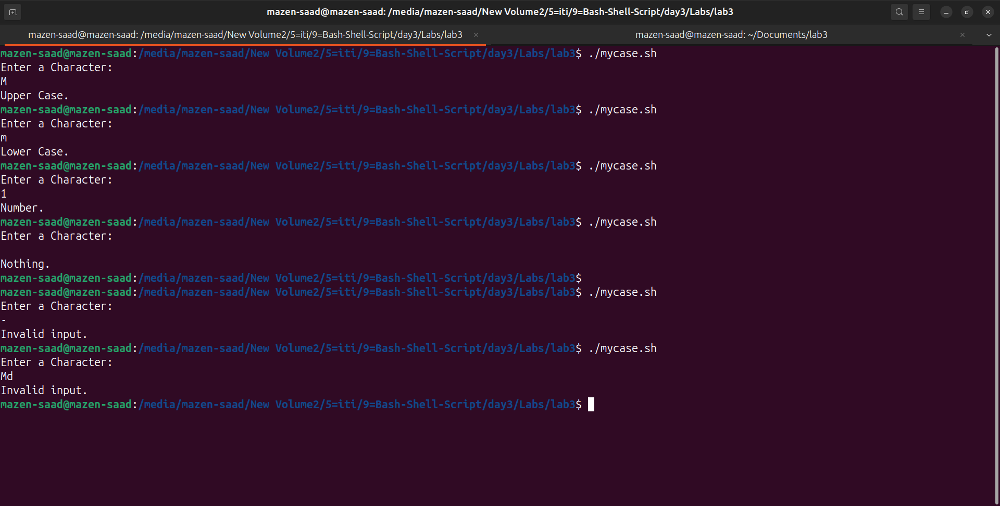 mazen-saad@mazen-saad: /media/mazen-saad/New Volume2/5=iti/9=Bash-Shell-Script/day3/Labs/lab3
mazen-saad@mazen-saad: /media/mazen-saad/New Volume2/5=iti/9=Bash-Shell-Script/day3/Labs/lab3
mazen-saad@mazen-saad: ~/Documents/lab3
mazen-saad@mazen-saad:/media/mazen-saad/New Volume2/5=iti/9=Bash-Shell-Script/day3/Labs/lab3$ ./mycase.sh
Enter a Character:
M
Upper Case.
mazen-saad@mazen-saad:/media/mazen-saad/New Volume2/5=iti/9=Bash-Shell-Script/day3/Labs/lab3$ ./mycase.sh
Enter a Character:
m
Lower Case.
mazen-saad@mazen-saad:/media/mazen-saad/New Volume2/5=iti/9=Bash-Shell-Script/day3/Labs/lab3$ ./mycase.sh
Enter a Character:
1
Number.
mazen-saad@mazen-saad:/media/mazen-saad/New Volume2/5=iti/9=Bash-Shell-Script/day3/Labs/lab3$ ./mycase.sh
Enter a Character:

Nothing.
mazen-saad@mazen-saad:/media/mazen-saad/New Volume2/5=iti/9=Bash-Shell-Script/day3/Labs/lab3$
mazen-saad@mazen-saad:/media/mazen-saad/New Volume2/5=iti/9=Bash-Shell-Script/day3/Labs/lab3$ ./mycase.sh
Enter a Character:
-
Invalid input.
mazen-saad@mazen-saad:/media/mazen-saad/New Volume2/5=iti/9=Bash-Shell-Script/day3/Labs/lab3$ ./mycase.sh
Enter a Character:
Md
Invalid input.
mazen-saad@mazen-saad:/media/mazen-saad/New Volume2/5=iti/9=Bash-Shell-Script/day3/Labs/lab3$